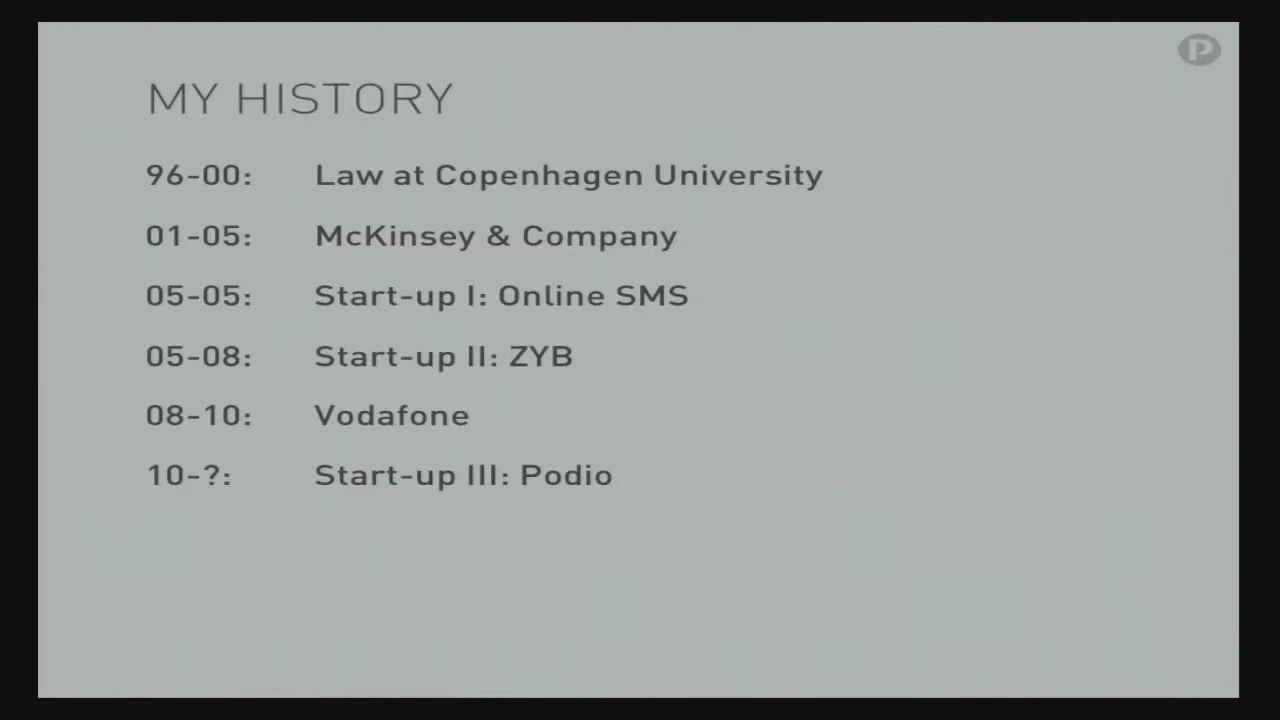 P
MY HISTORY
96-00: Law at Copenhagen University
01-05: McKinsey & Company
05-05: Start-up I: Online SMS
05-08: Start-up II: ZYB
08-10: Vodafone
10-?: Start-up III: Podio